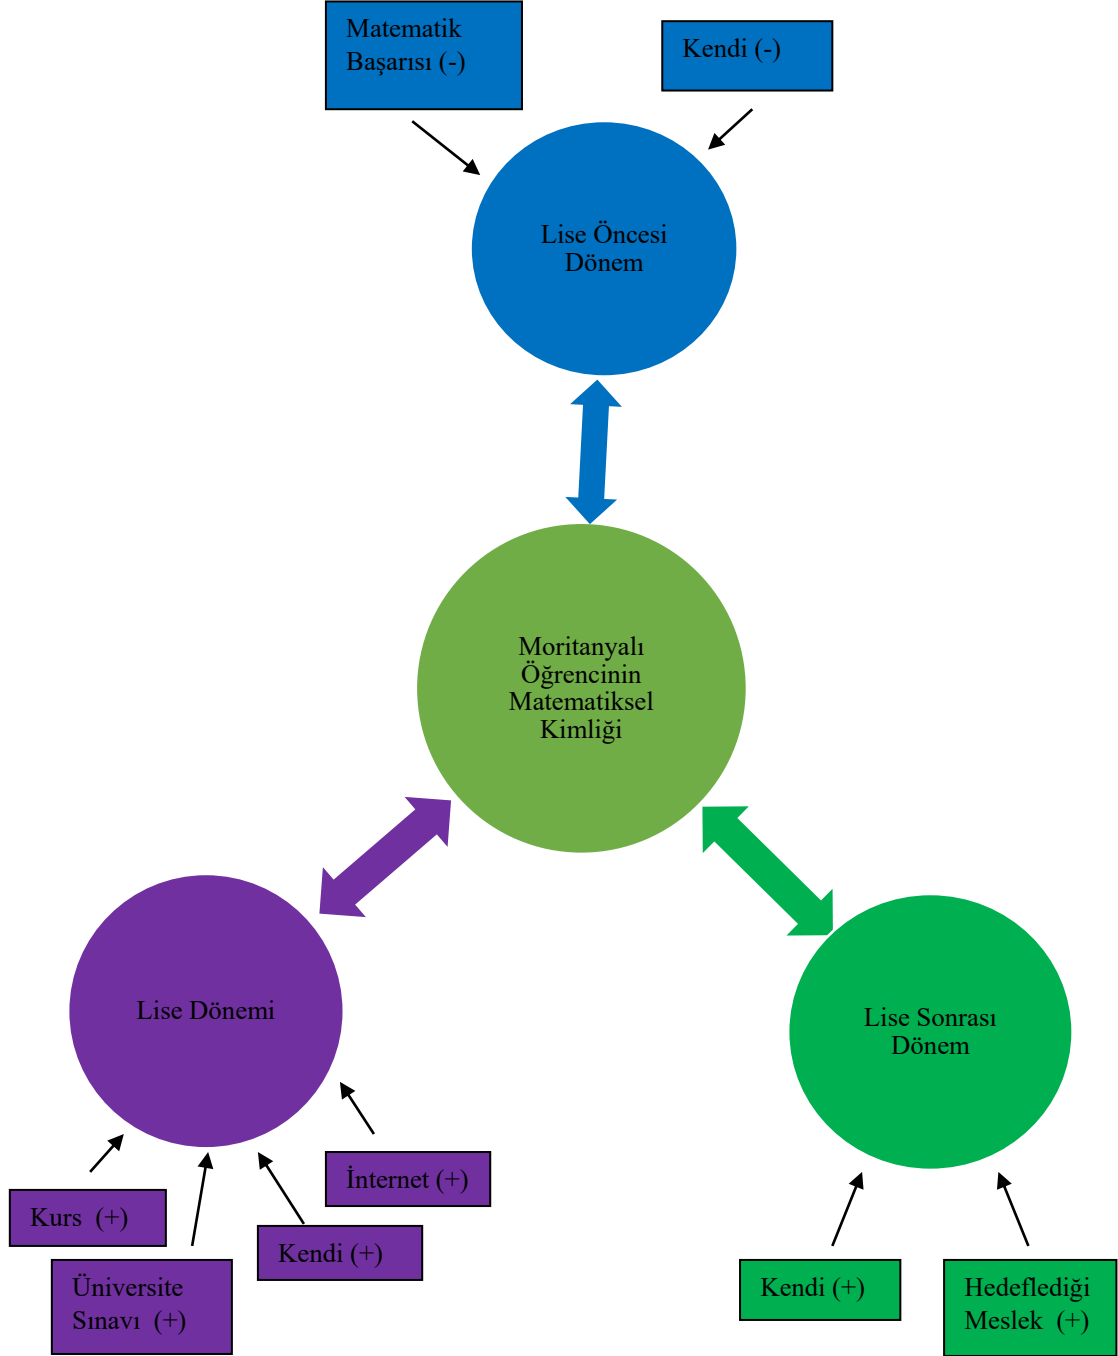 Matematik
Başarısı (-)
Kendi (-)
Lise Öncesi
Dönem
Moritanyalı
Öğrencinin
Matematiksel
Kimliği
Lise Dönemi
Lise Sonrası
Dönem
İnternet (+)
Kurs (+)
Kendi (+)
Üniversite
Sınavı (+)
Kendi (+)
Hedeflediği
Meslek (+)